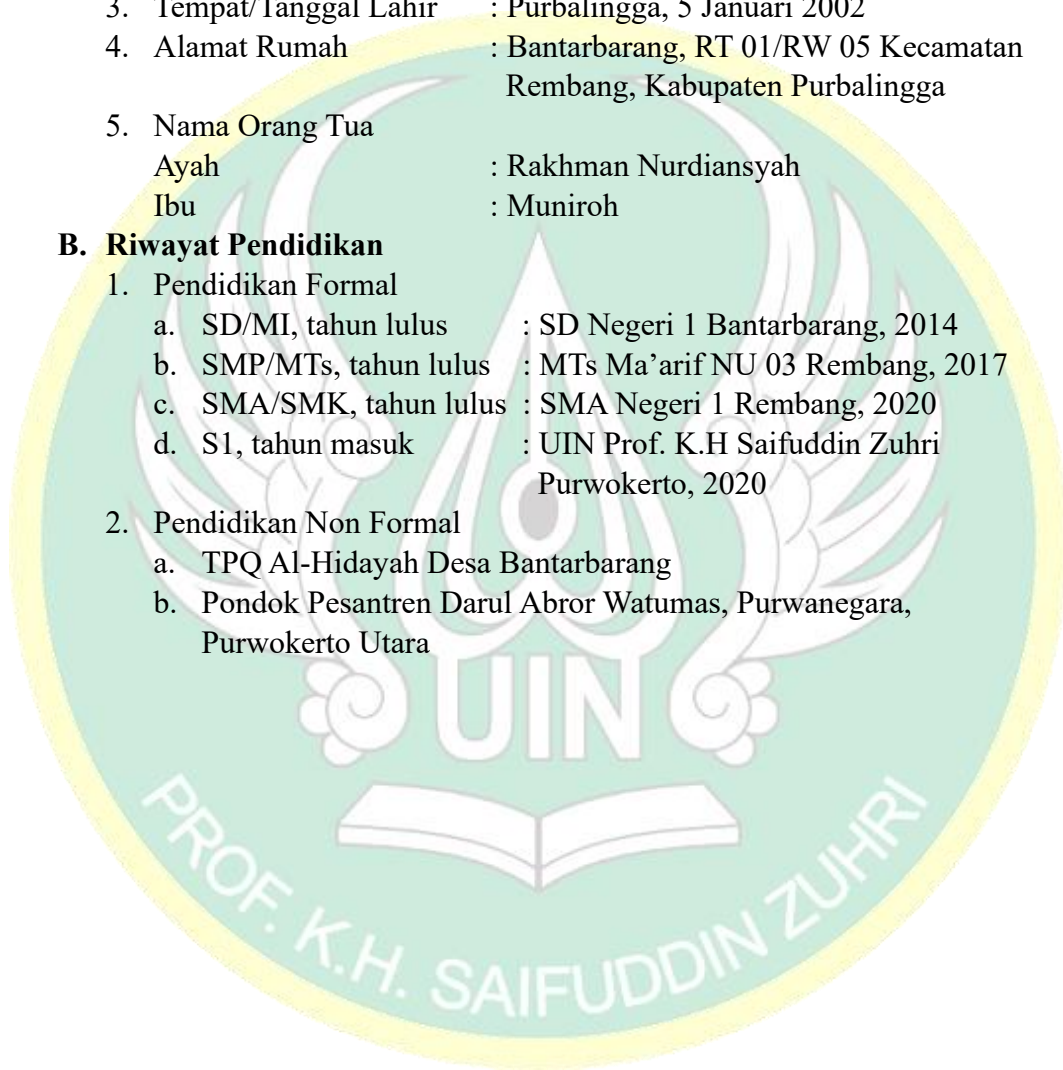 3. Tempat/Tanggal Lahir : Purbalingga, 5 Januari 2002
4. Alamat Rumah : Bantarbarang, RT 01/RW 05 Kecamatan
Rembang, Kabupaten Purbalingga
5. Nama Orang Tua
Ayah : Rakhman Nurdiansyah
Ibu : Muniroh
B. Riwayat Pendidikan
1. Pendidikan Formal
a. SD/MI, tahun lulus : SD Negeri 1 Bantarbarang, 2014
b. SMP/MTs, tahun lulus : MTs Ma’arif NU 03 Rembang, 2017
c. SMA/SMK, tahun lulus : SMA Negeri 1 Rembang, 2020
d. S1, tahun masuk : UIN Prof. K.H Saifuddin Zuhri
Purwokerto, 2020
2. Pendidikan Non Formal
a. TPQ Al-Hidayah Desa Bantarbarang
b. Pondok Pesantren Darul Abror Watumas, Purwanegara,
Purwokerto Utara
UIN
PROF. K.H. SAIFUDDIN ZUHRI